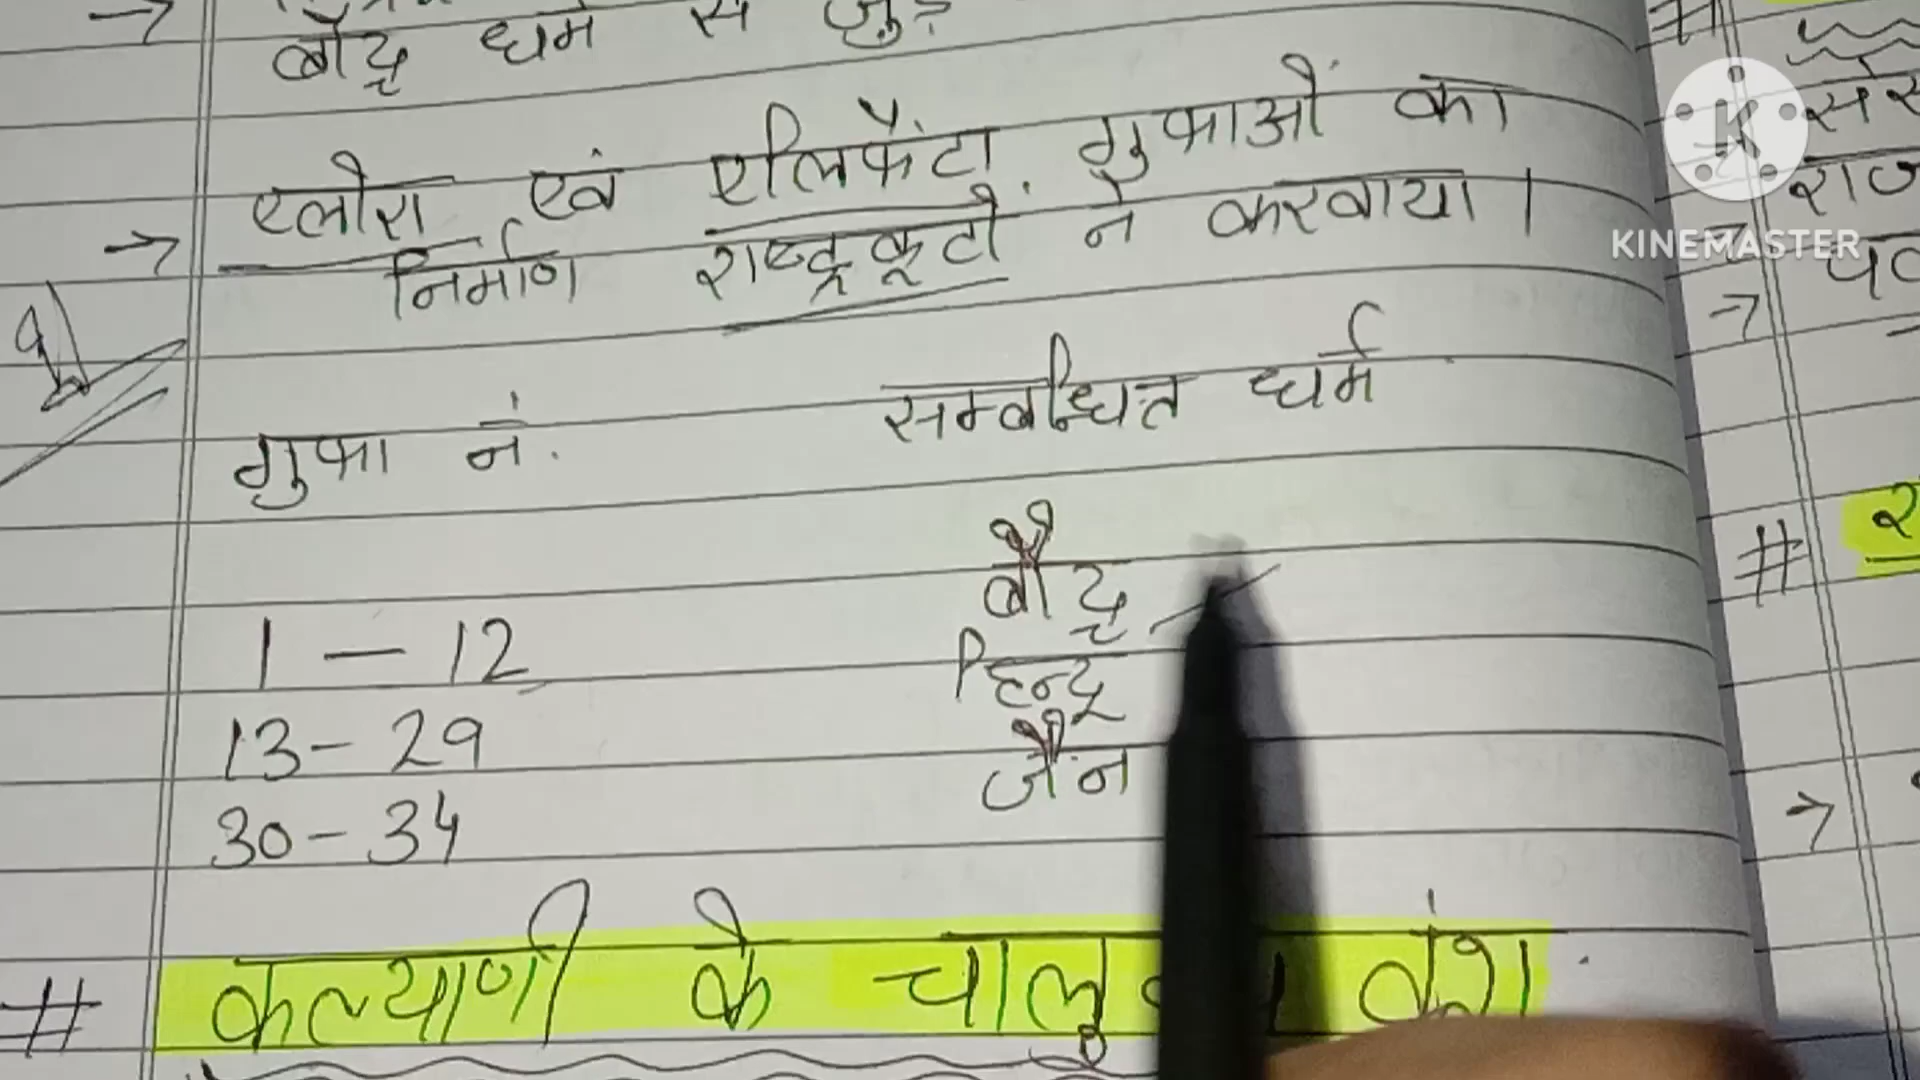 बौद्ध धर्म से जुड़े
एलोरा एवं एलिफैंटा गुफाओं का
→ निर्माण राष्ट्रकूटों ने करवाया।
गुफा नं. सम्बन्धित धर्म
1 – 12 बौद्ध
13 – 29 हिन्दू
30 – 34 जैन
# कल्याणी के चालुक्य वंश
KINEMASTER